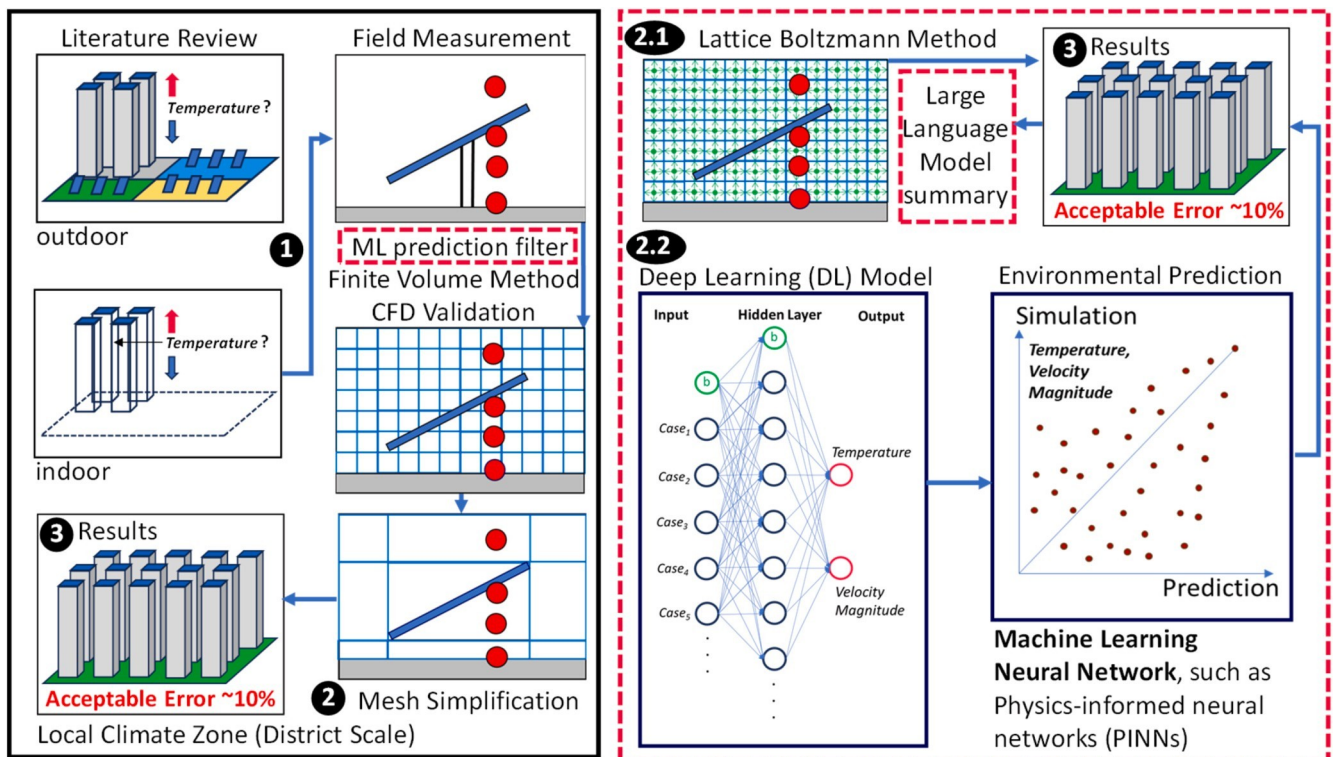 Literature Review
Temperature ?
outdoor
1
Temperature ?
indoor
Field Measurement
ML prediction filter
Finite Volume Method
CFD Validation
2 Mesh Simplification
3 Results
Acceptable Error ~10%
Local Climate Zone (District Scale)
2.1 Lattice Boltzmann Method
Large
Language
Model
summary
3 Results
Acceptable Error ~10%
2.2
Deep Learning (DL) Model
Input Hidden Layer Output
b
b
Case1
Case2
Case3
Case4
Case5
Temperature
Velocity
Magnitude
Environmental Prediction
Simulation
Temperature,
Velocity
Magnitude
Prediction
Machine Learning
Neural Network, such as
Physics-informed neural
networks (PINNs)